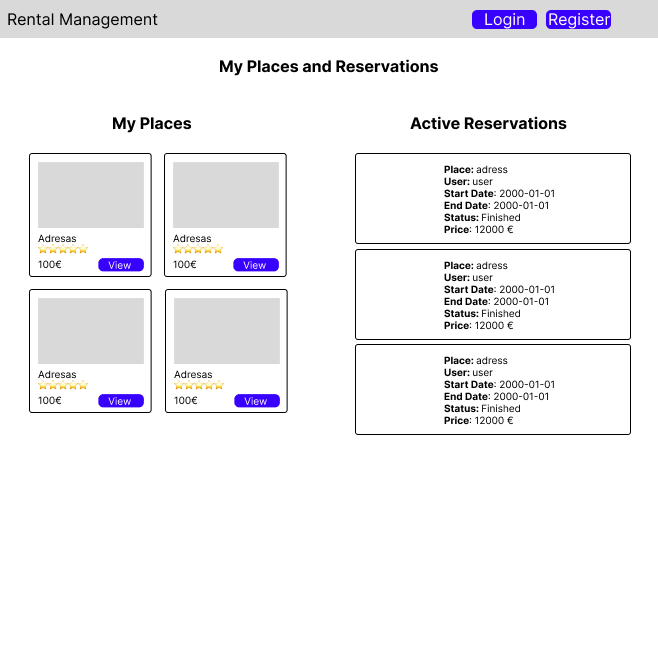 Rental Management
Login
Register
My Places and Reservations
My Places
Adresas
100€
View
Adresas
100€
View
Adresas
100€
View
Adresas
100€
View
Active Reservations
Place: adress
User: user
Start Date: 2000-01-01
End Date: 2000-01-01
Status: Finished
Price: 12000 €
Place: adress
User: user
Start Date: 2000-01-01
End Date: 2000-01-01
Status: Finished
Price: 12000 €
Place: adress
User: user
Start Date: 2000-01-01
End Date: 2000-01-01
Status: Finished
Price: 12000 €